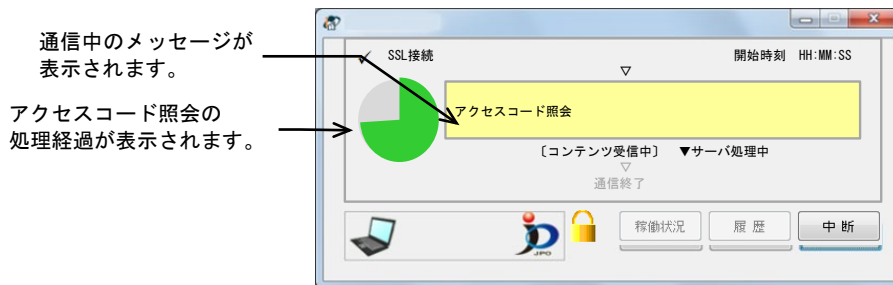 通信中のメッセージが
表示されます。
アクセスコード照会の
処理経過が表示されます。
✓ SSL接続
開始時刻 HH:MM:SS
▽
アクセスコード照会
〔コンテンツ受信中〕 ▼サーバ処理中
▽
通信終了
JPO
稼働状況
履 歴
中 断